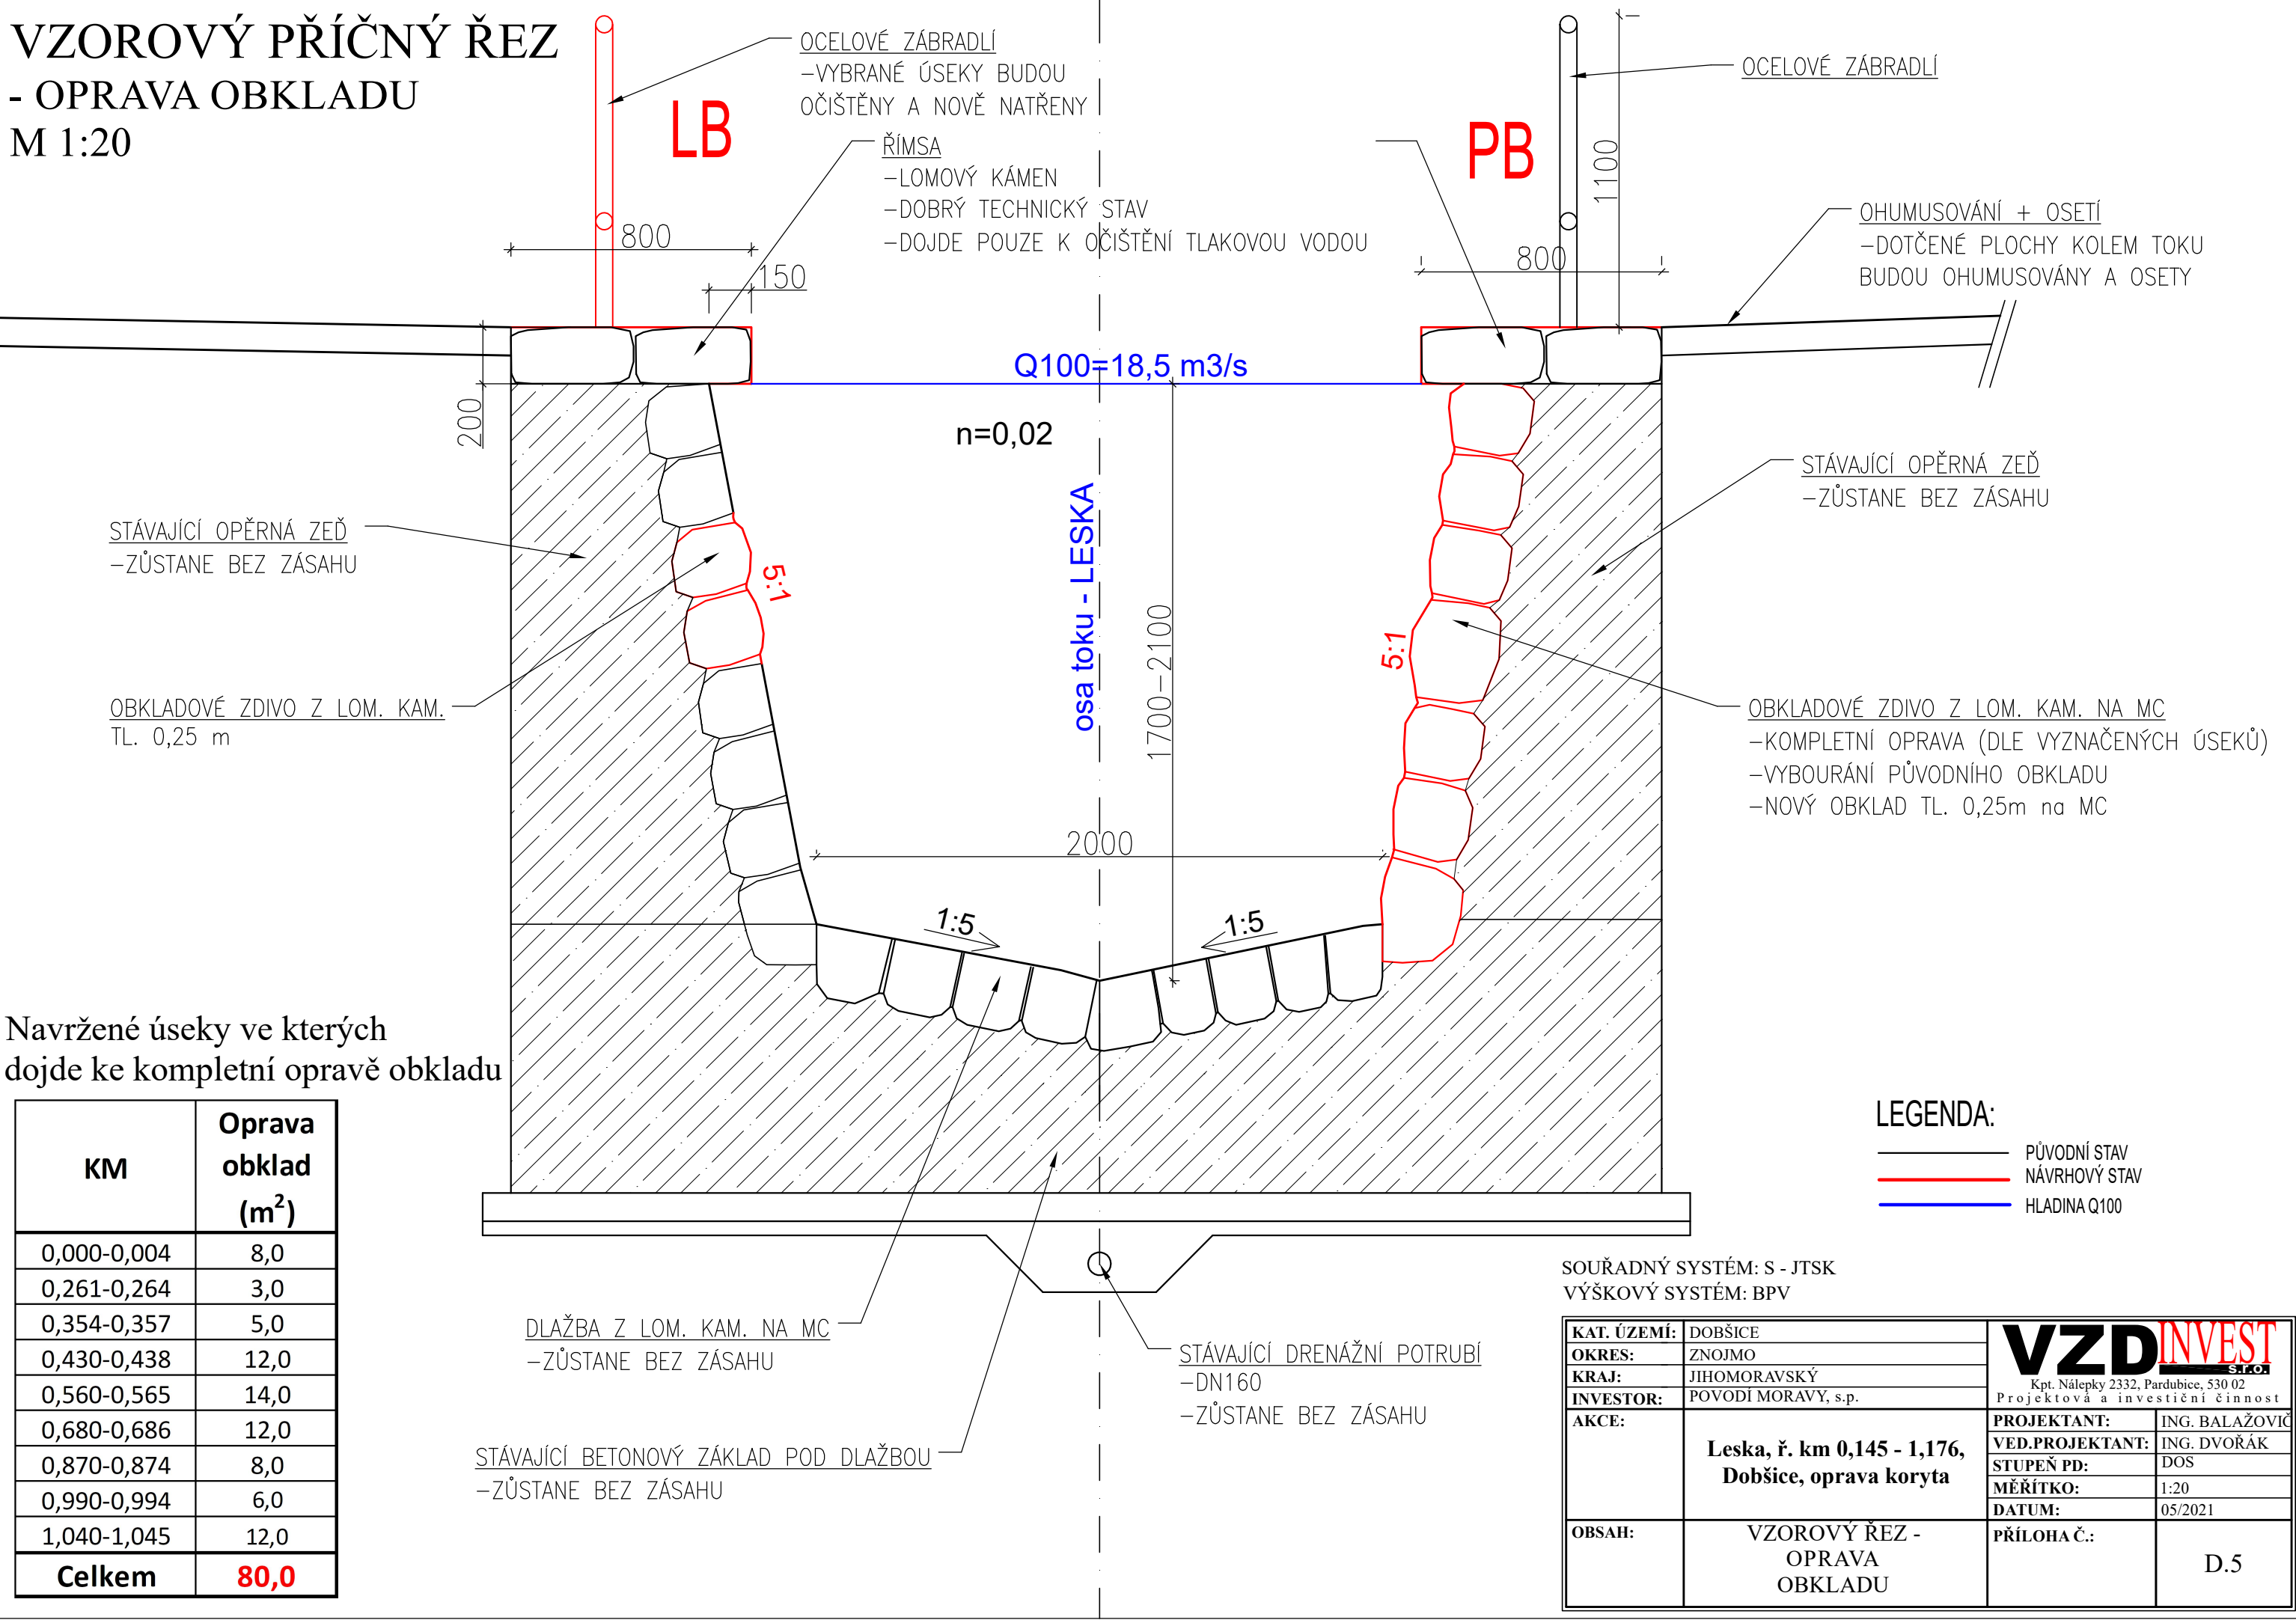 VZOROVÝ PŘÍČNÝ ŘEZ
- OPRAVA OBKLADU
M 1:20
OCELOVÉ ZÁBRADLÍ
-VYBRANÉ ÚSEKY BUDOU
OČIŠTĚNY A NOVĚ NATŘENY
LB
ŘÍMSA
-LOMOVÝ KÁMEN
-DOBRÝ TECHNICKÝ STAV
-DOJDE POUZE K OČIŠTĚNÍ TLAKOVOU VODOU
PB
OCELOVÉ ZÁBRADLÍ
1100
OHUMUSOVÁNÍ + OSETÍ
-DOTČENÉ PLOCHY KOLEM TOKU
BUDOU OHUMUSOVÁNY A OSETY
800
150
800
200
Q100=18,5 m3/s
n=0,02
osa toku - LESKA
1700-2100
STÁVAJÍCÍ OPĚRNÁ ZEĎ
-ZŮSTANE BEZ ZÁSAHU
STÁVAJÍCÍ OPĚRNÁ ZEĎ
-ZŮSTANE BEZ ZÁSAHU
5:1
5:1
OBKLADOVÉ ZDIVO Z LOM. KAM.
TL. 0,25 m
OBKLADOVÉ ZDIVO Z LOM. KAM. NA MC
-KOMPLETNÍ OPRAVA (DLE VYZNAČENÝCH ÚSEKŮ)
-VYBOURÁNÍ PŮVODNÍHO OBKLADU
-NOVÝ OBKLAD TL. 0,25m na MC
2000
1:5
1:5
Navržené úseky ve kterých
dojde ke kompletní opravě obkladu
KM
Oprava
obklad
(m²)
0,000-0,004 8,0
0,261-0,264 3,0
0,354-0,357 5,0
0,430-0,438 12,0
0,560-0,565 14,0
0,680-0,686 12,0
0,870-0,874 8,0
0,990-0,994 6,0
1,040-1,045 12,0
Celkem 80,0
DLAŽBA Z LOM. KAM. NA MC
-ZŮSTANE BEZ ZÁSAHU
STÁVAJÍCÍ BETONOVÝ ZÁKLAD POD DLAŽBOU
-ZŮSTANE BEZ ZÁSAHU
STÁVAJÍCÍ DRENÁŽNÍ POTRUBÍ
-DN160
-ZŮSTANE BEZ ZÁSAHU
LEGENDA:
PŮVODNÍ STAV
NÁVRHOVÝ STAV
HLADINA Q100
SOUŘADNÝ SYSTÉM: S - JTSK
VÝŠKOVÝ SYSTÉM: BPV
KAT. ÚZEMÍ: DOBŠICE
OKRES: ZNOJMO
KRAJ: JIHOMORAVSKÝ
INVESTOR: POVODÍ MORAVY, s.p.
VZD INVEST
s.r.o.
Kpt. Nálepky 2332, Pardubice, 530 02
Projektová a investiční činnost
AKCE:
Leska, ř. km 0,145 - 1,176,
Dobšice, oprava koryta
PROJEKTANT: ING. BALAŽOVIČ
VED.PROJEKTANT: ING. DVOŘÁK
STUPEŇ PD: DOS
MĚŘÍTKO: 1:20
DATUM: 05/2021
OBSAH:
VZOROVÝ ŘEZ -
OPRAVA
OBKLADU
PŘÍLOHA Č.:
D.5